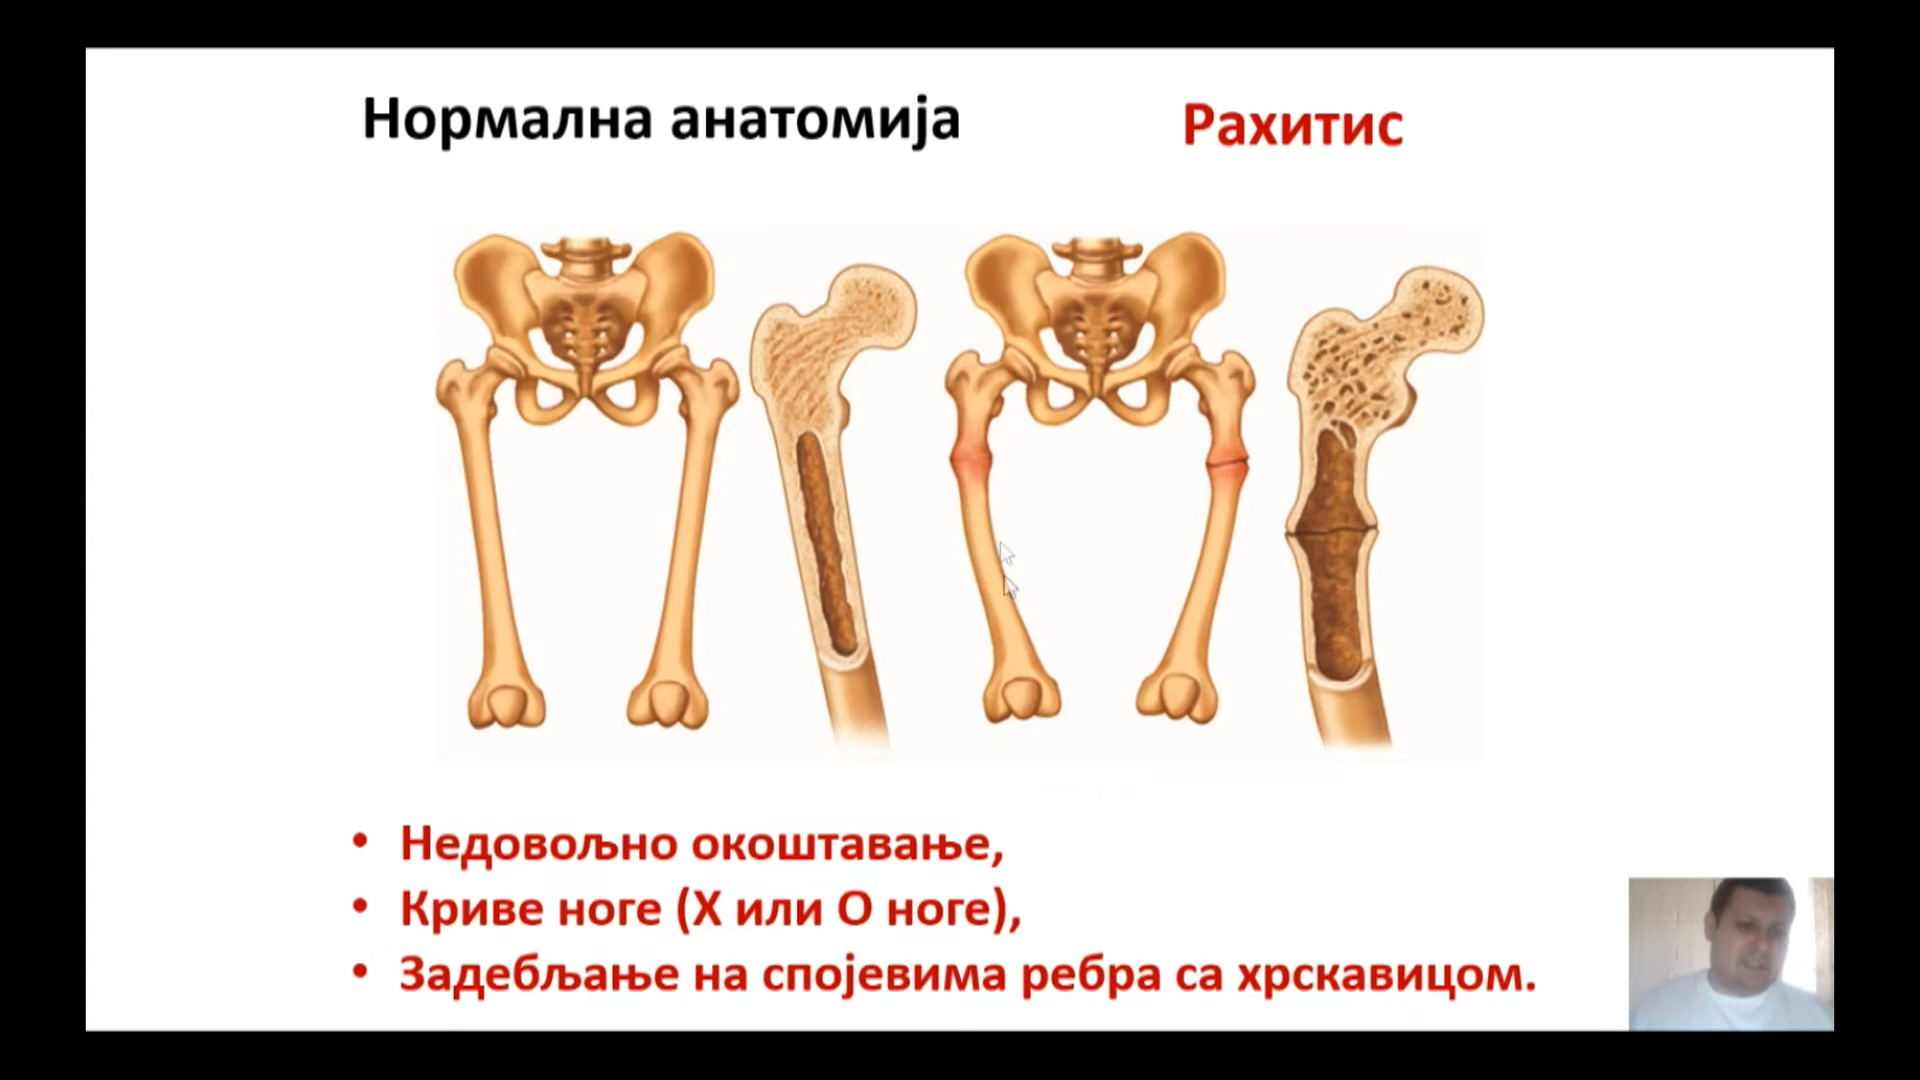 Нормална анатомија
Рахитис
• Недовољно окоштавање,
• Криве ноге (Х или О ноге),
• Задебљање на спојевима ребра са хрскавицом.